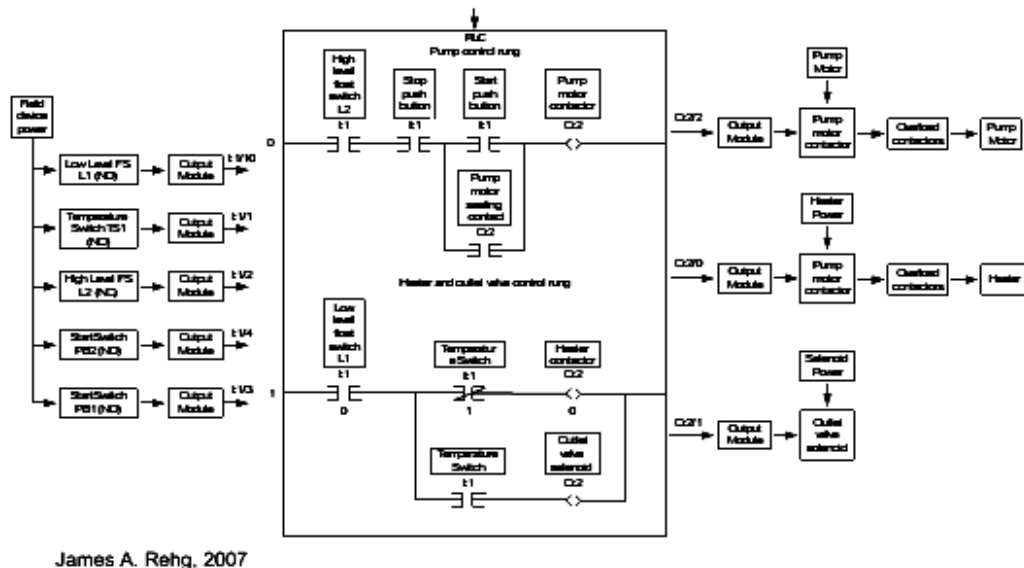 PLC
Pump control rung
High
level
float
switch
L2
I:1
Stop
push
button
I:1
Start
push
button
I:1
Pump
motor
contactor
O:2
0
Pump
motor
sealing
contact
O:2
Field
device
power
Low Level FS
L1 (NO)
Output
Module
Temperature
Switch TS1
(NO)
Output
Module
I:1/1
High Level FS
Output
Module
I:1/2
Start Switch
PB2 (NO)
Output
Module
I:1/4
Start Switch
PB1 (NO)
Output
Module
I:1/3
Heater and outlet valve control rung
1
Low
level
float
switch
L1
I:1
0
Temperatur
e Switch
I:1
1
Heater
contactor
O:2
0
Temperature
Switch
I:1
Outlet
valve
solenoid
O:2
O:2/2
Output
Module
Pump
Motor
Pump
motor
contactor
Overload
contactors
Pump
Motor
O:2/0
Output
Module
Heater
Power
Pump
motor
contactor
Overload
contactors
Heater
O:2/1
Output
Module
Solenoid
Power
Outlet
valve
solenoid
James A. Rehg, 2007